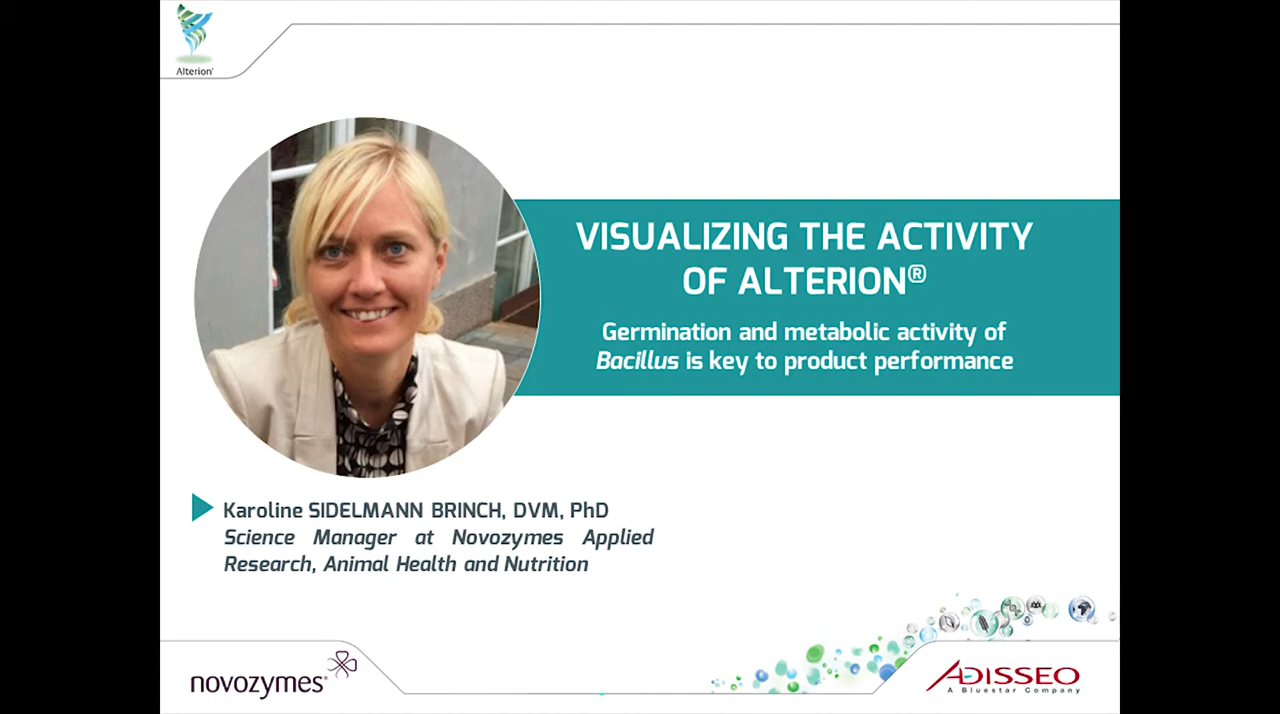 Alterion®
VISUALIZING THE ACTIVITY
OF ALTERION®
Germination and metabolic activity of
Bacillus is key to product performance
Karoline SIDELMANN BRINCH, DVM, PhD
Science Manager at Novozymes Applied
Research, Animal Health and Nutrition
novozymes®
ADISSEO
A Bluestar Company